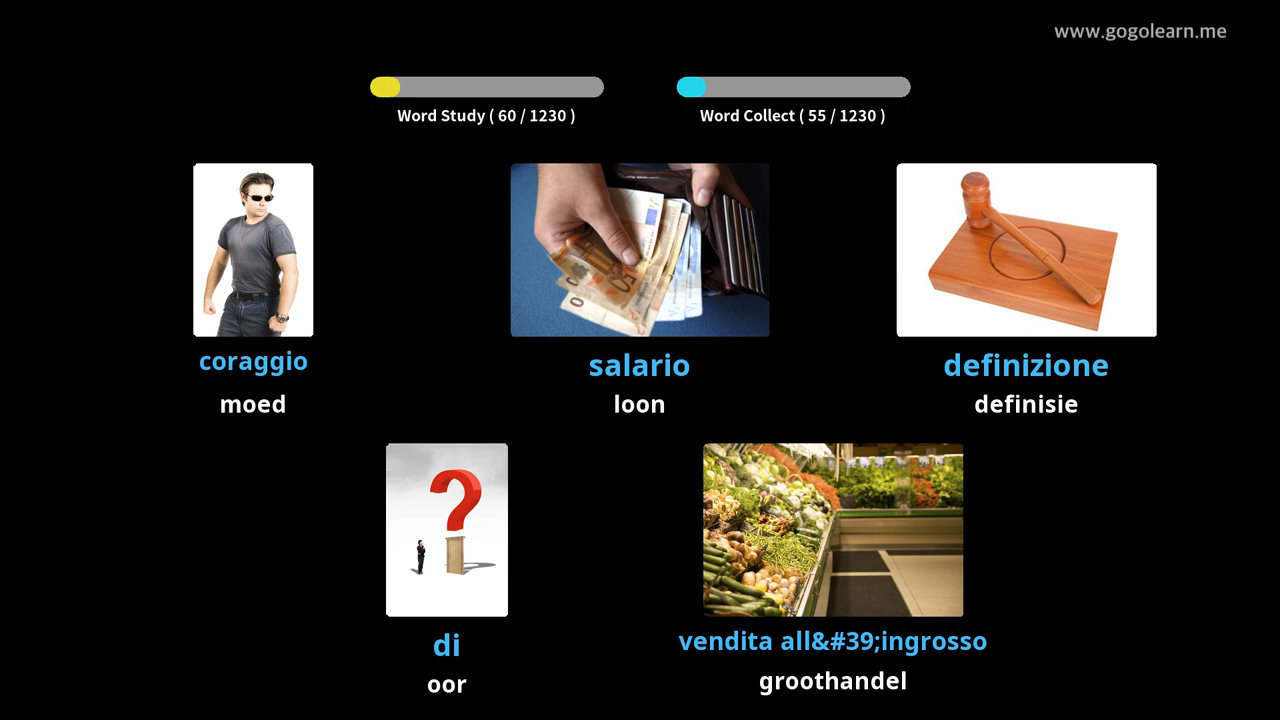 www.gogolearn.me
Word Study ( 60 / 1230 )
Word Collect ( 55 / 1230 )
coraggio
moed
salario
loon
definizione
definisie
di
oor
vendita all&#39;ingrosso
groothandel